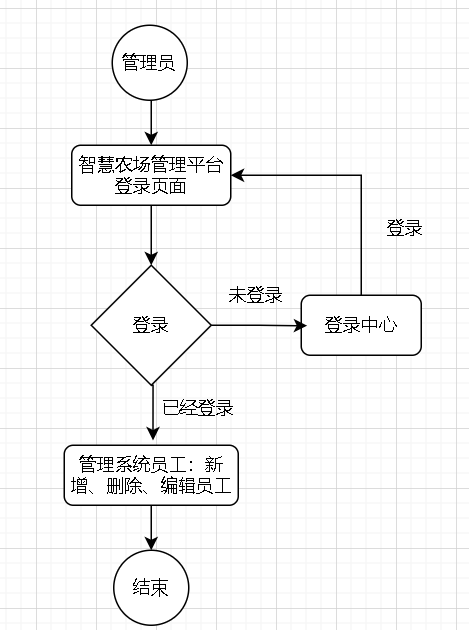 管理员
智慧农场管理平台
登录页面
登录
未登录
登录
登录中心
已经登录
管理系统员工：新
增、删除、编辑员工
结束